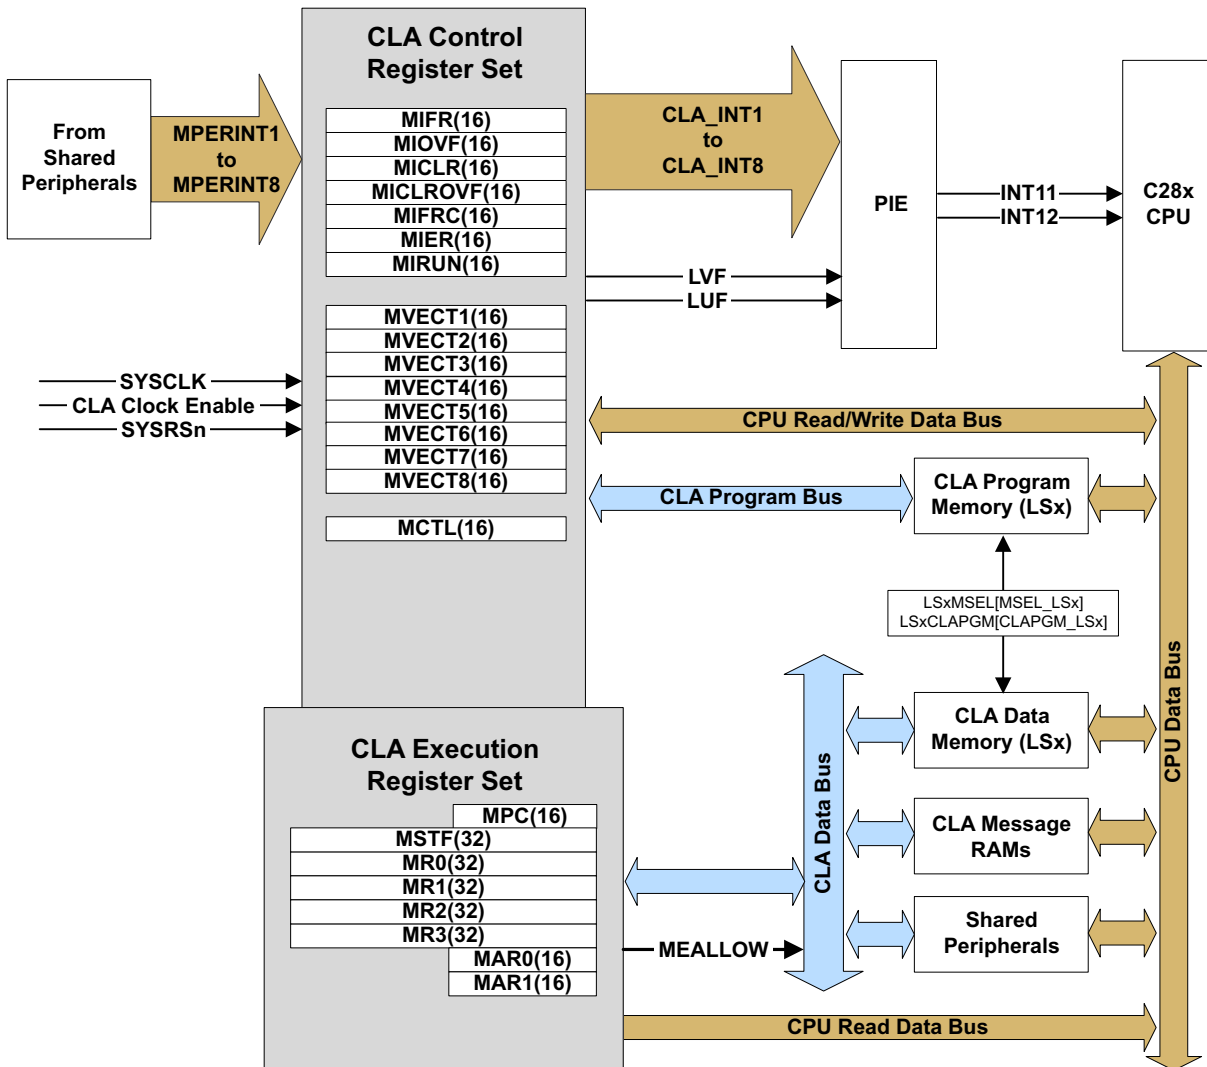 CLA Control
Register Set
From
Shared
Peripherals
MPERINT1
to
MPERINT8
MIFR(16)
MIOVF(16)
MICLR(16)
MICLROVF(16)
MIFRC(16)
MIER(16)
MIRUN(16)
CLA_INT1
to
CLA_INT8
LVF
LUF
PIE
INT11
INT12
C28x
CPU
MVECT1(16)
MVECT2(16)
MVECT3(16)
MVECT4(16)
MVECT5(16)
MVECT6(16)
MVECT7(16)
MVECT8(16)
SYSCLK
CLA Clock Enable
SYSRSn
CPU Read/Write Data Bus
CLA Program Bus
CLA Program
Memory (LSx)
MCTL(16)
LSxMSEL[MSEL_LSx]
LSxCLAPGM[CLAPGM_LSx]
CPU Data Bus
CLA Data Bus
CLA Data
Memory (LSx)
CLA Message
RAMs
Shared
Peripherals
CLA Execution
Register Set
MPC(16)
MSTF(32)
MR0(32)
MR1(32)
MR2(32)
MR3(32)
MAR0(16)
MAR1(16)
MEALLOW
CPU Read Data Bus